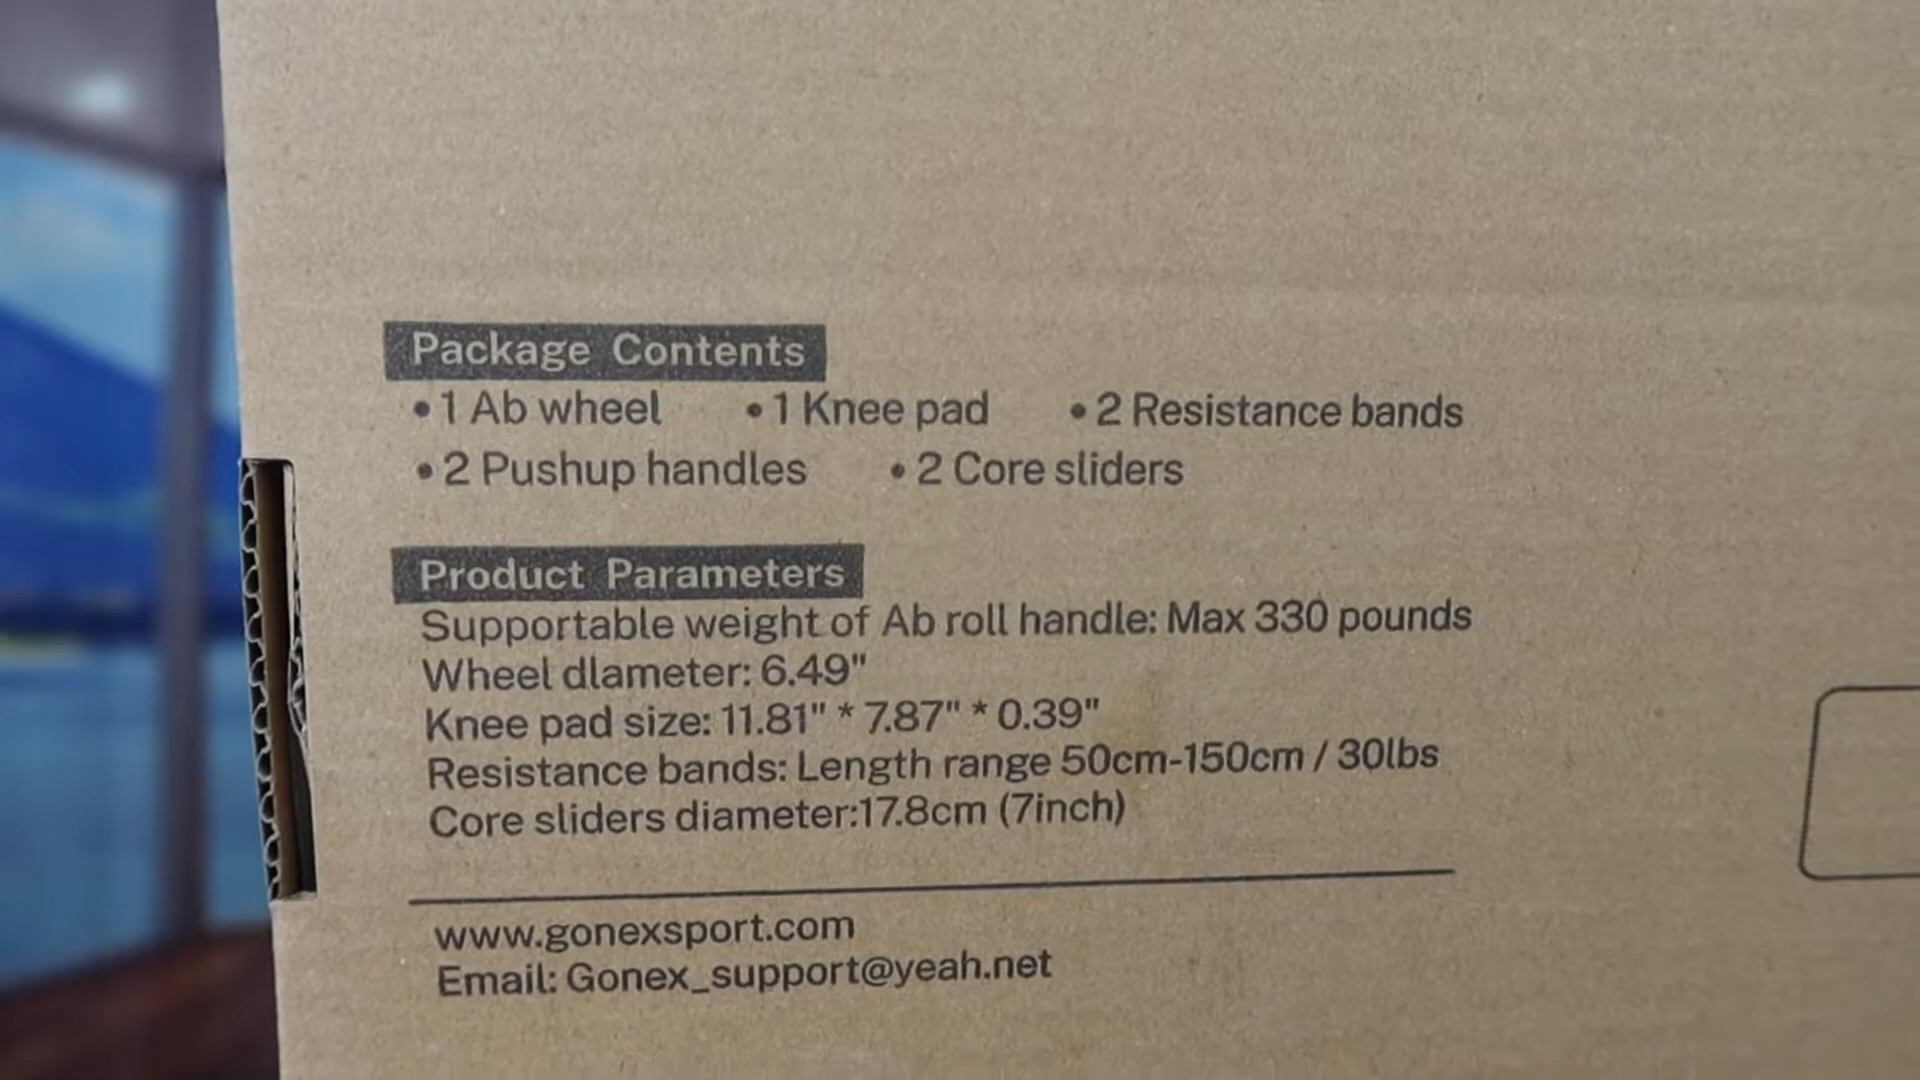 Package Contents
• 1 Ab wheel • 1 Knee pad • 2 Resistance bands
• 2 Pushup handles • 2 Core sliders
Product Parameters
Supportable weight of Ab roll handle: Max 330 pounds
Wheel dlameter: 6.49"
Knee pad size: 11.81" * 7.87" * 0.39"
Resistance bands: Length range 50cm-150cm / 30lbs
Core sliders diameter:17.8cm (7inch)
www.gonexsport.com
Email: Gonex_support@yeah.net